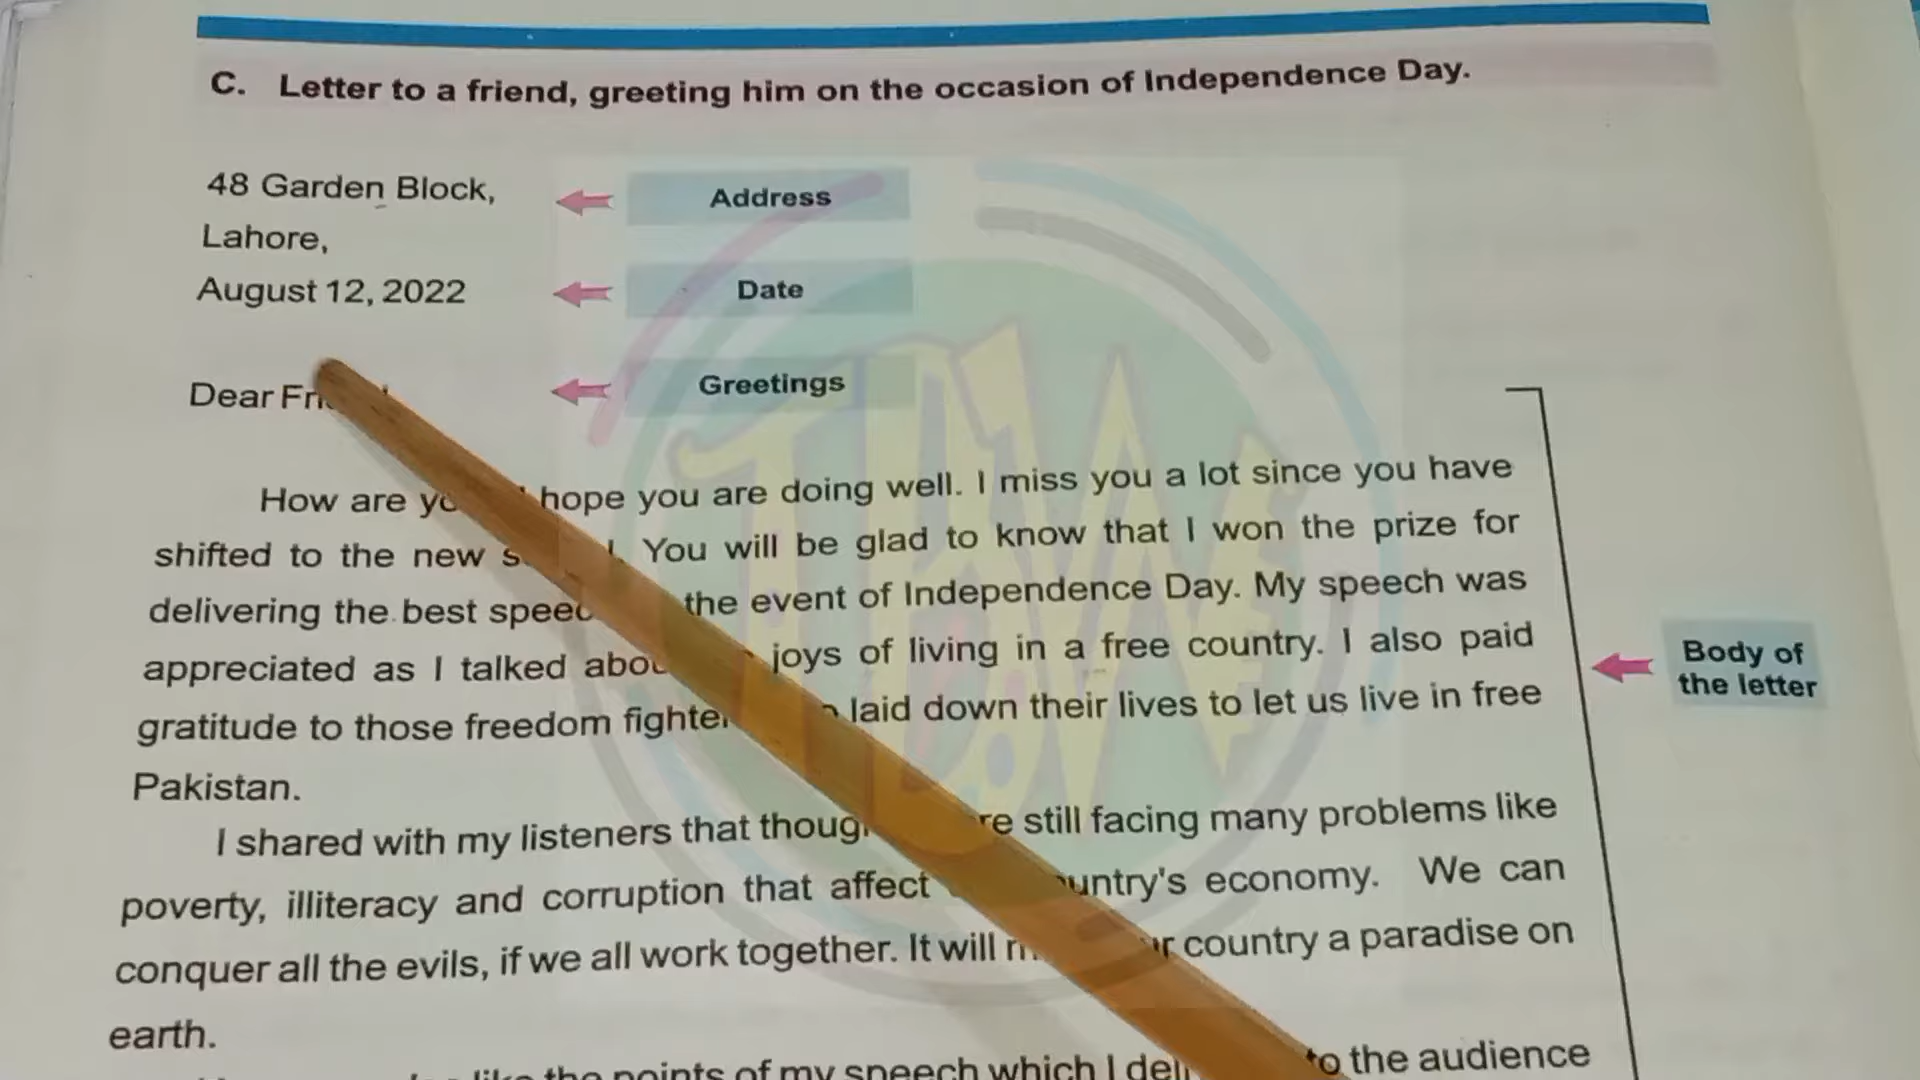 C. Letter to a friend, greeting him on the occasion of Independence Day.
48 Garden Block,
Address
Lahore,
August 12, 2022
Date
Dear
Greetings
How are hope you are doing well. I miss you a lot since you have
shifted to the new You will be glad to know that I won the prize for
delivering the best the event of Independence Day. My speech was
appreciated as I talked joys of living in a free country. I also paid
gratitude to those freedom laid down their lives to let us live in free
Pakistan.
I shared with my listeners that still facing many problems like
poverty, illiteracy and corruption that affect economy. We can
conquer all the evils, if we all work together. It will country a paradise on
earth.
Body of
the letter
like the points of my speech which I to the audience